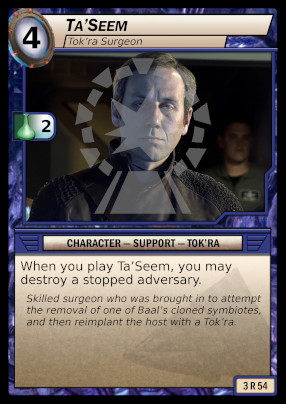 4
TA'SEEM
Tok'ra Surgeon
2
CHARACTER – SUPPORT – TOK'RA
When you play Ta'Seem, you may
destroy a stopped adversary.
Skilled surgeon who was brought in to attempt
the removal of one of Baal's cloned symbiotes,
and then reimplant the host with a Tok'ra.
3 R 54